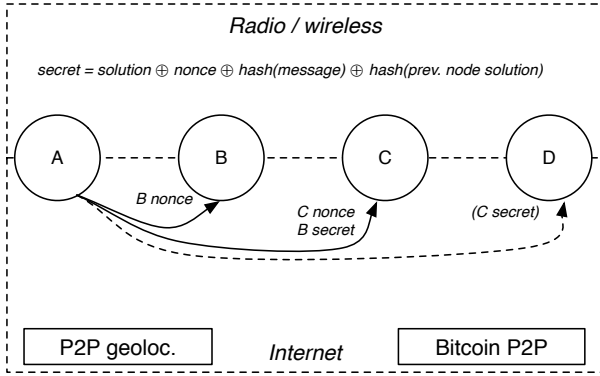 Radio / wireless
secret = solution ⊕ nonce ⊕ hash(message) ⊕ hash(prev. node solution)
A
B
C
D
B nonce
C nonce
B secret
(C secret)
P2P geoloc.
Internet
Bitcoin P2P